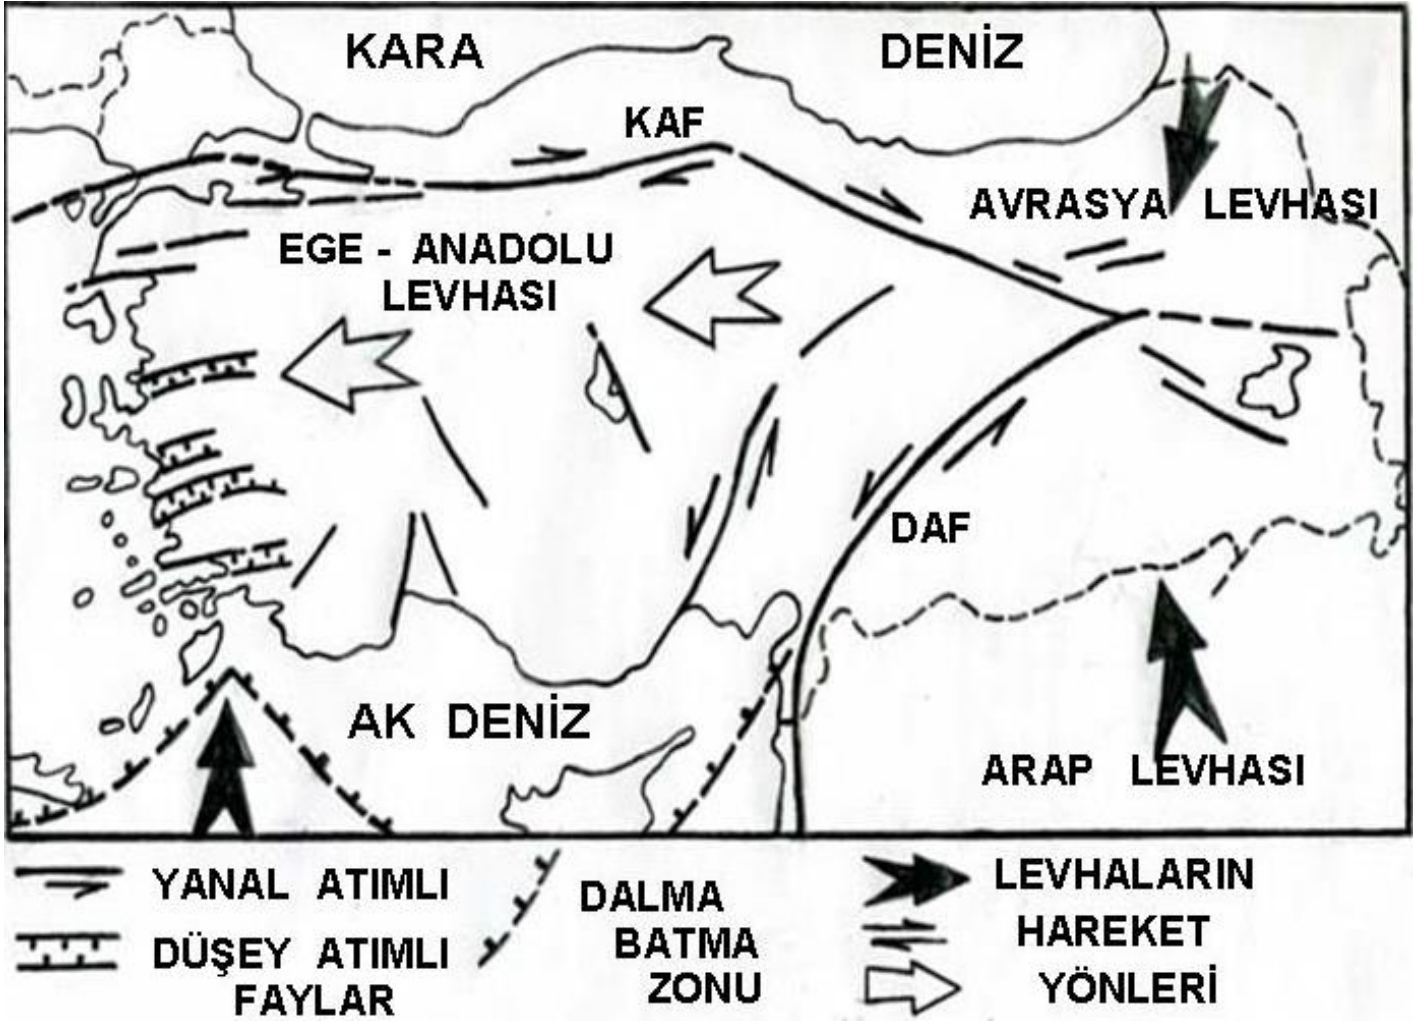 KARA DENİZ
KAF
AVRASYA LEVHASI
EGE - ANADOLU
LEVHASI
DAF
AK DENİZ
ARAP LEVHASI
YANAL ATIMLI
DÜŞEY ATIMLI
FAYLAR
DALMA
BATMA
ZONU
LEVHALARIN
HAREKET
YÖNLERİ